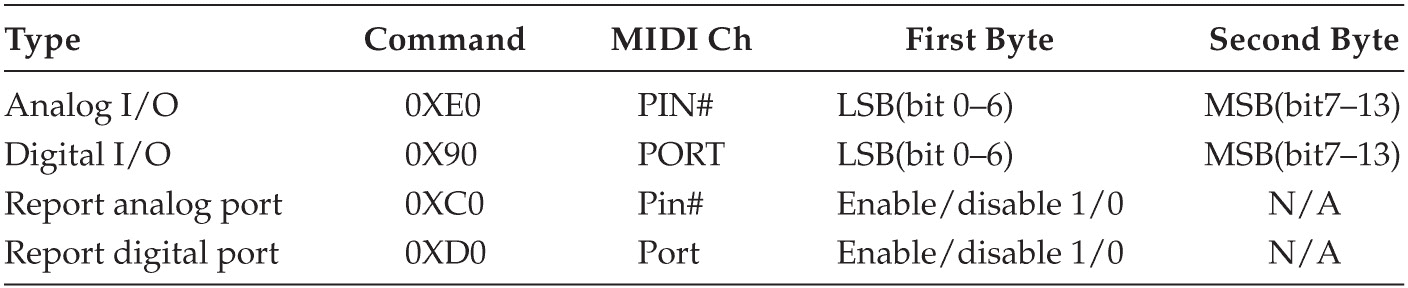 Type Command MIDI Ch First Byte Second Byte
Analog I/O 0XE0 PIN# LSB(bit 0–6) MSB(bit7–13)
Digital I/O 0X90 PORT LSB(bit 0–6) MSB(bit7–13)
Report analog port 0XC0 Pin# Enable/disable 1/0 N/A
Report digital port 0XD0 Port Enable/disable 1/0 N/A